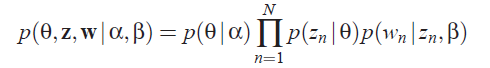 p(θ, z, w | α, β) = p(θ | α) ∏_{n=1}^{N} p(z_n | θ) p(w_n | z_n, β)